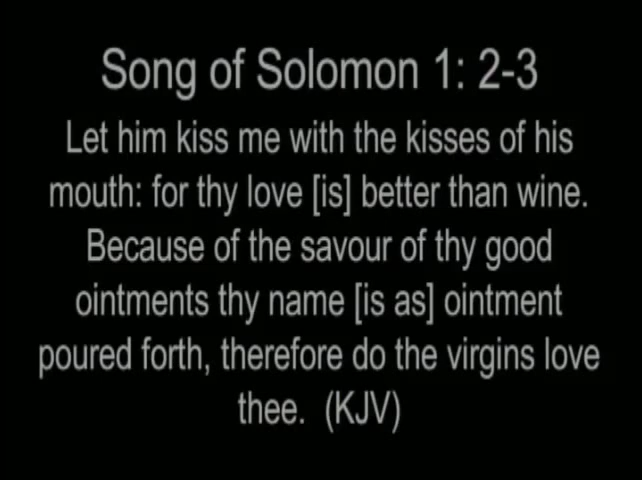 Song of Solomon 1: 2-3
Let him kiss me with the kisses of his
mouth: for thy love [is] better than wine.
Because of the savour of thy good
ointments thy name [is as] ointment
poured forth, therefore do the virgins love
thee.  (KJV)